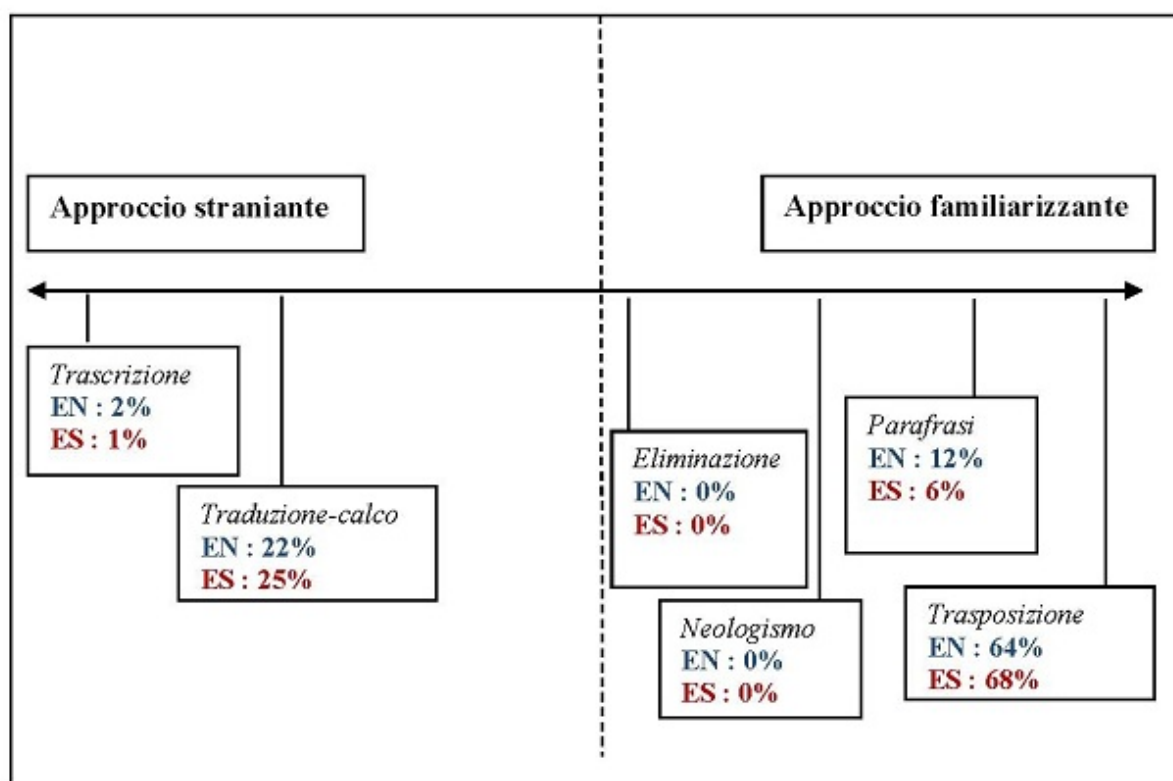 Approccio straniante
Approccio familiarizzante
Trascrizione
EN : 2%
ES : 1%
Traduzione-calco
EN : 22%
ES : 25%
Eliminazione
EN : 0%
ES : 0%
Neologismo
EN : 0%
ES : 0%
Parafrasi
EN : 12%
ES : 6%
Trasposizione
EN : 64%
ES : 68%